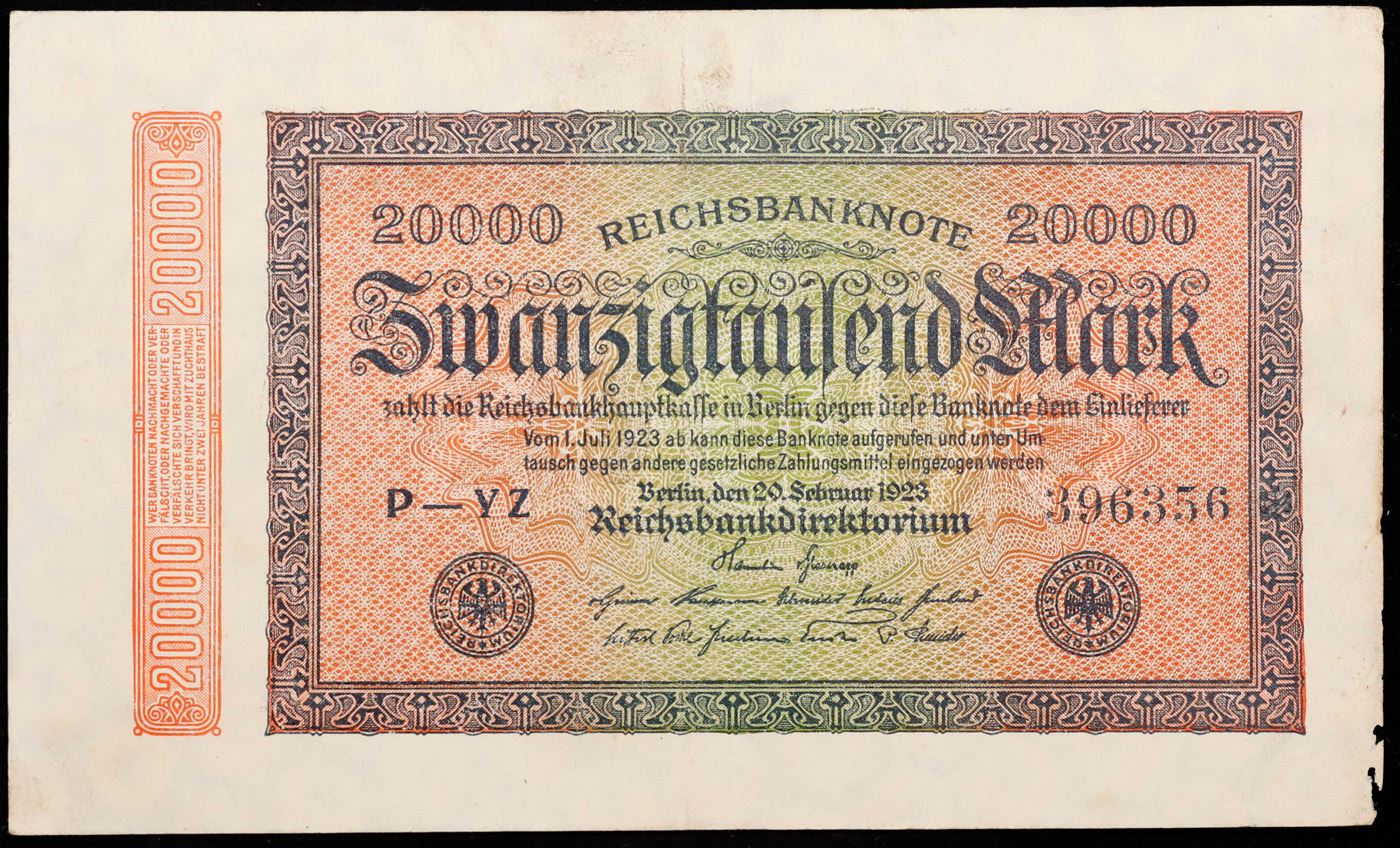 20000
WER BANKNOTEN NACHMACHT ODER VER-
FÄLSCHT, ODER NACHGEMACHTE ODER
VERFÄLSCHTE SICH VERSCHAFFT UND IN
VERKEHR BRINGT, WIRD MIT ZUCHTHAUS
NICHT UNTER ZWEI JAHREN BESTRAFT
20000
20000 REICHSBANKNOTE 20000
Zwanzigtausend Mark
zahlt die Reichsbankhauptkasse in Berlin gegen diese Banknote dem Einlieferer
Vom 1. Juli 1923 ab kann diese Banknote aufgerufen und unter Um
tausch gegen andere gesetzliche Zahlungsmittel eingezogen werden
Berlin, den 20. Februar 1923
P—YZ Reichsbankdirektorium 396356
REICHSBANKDIREKTORIUM
REICHSBANKDIREKTORIUM